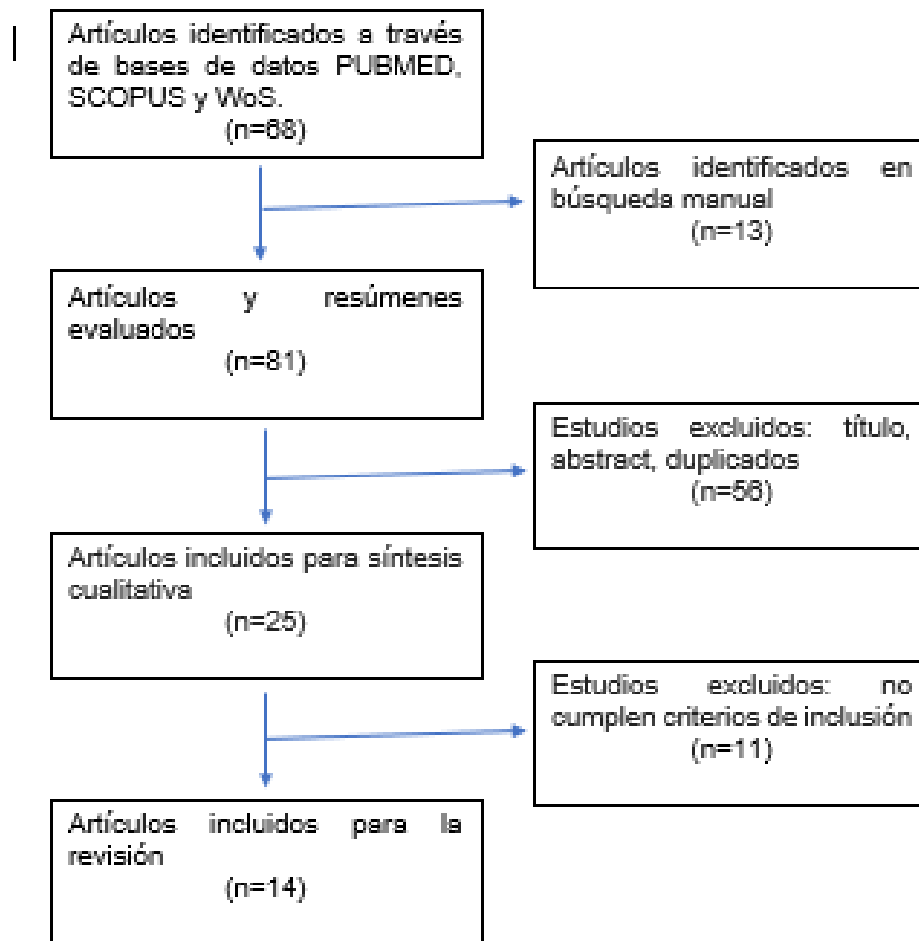 Artículos identificados a través
de bases de datos PUBMED,
SCOPUS y WoS.
(n=68)
Artículos identificados en
búsqueda manual
(n=13)
Artículos y resúmenes
evaluados
(n=81)
Estudios excluidos: título,
abstract, duplicados
(n=56)
Artículos incluidos para síntesis
cualitativa
(n=25)
Estudios excluidos: no
cumplen criterios de inclusión
(n=11)
Artículos incluidos para la
revisión
(n=14)